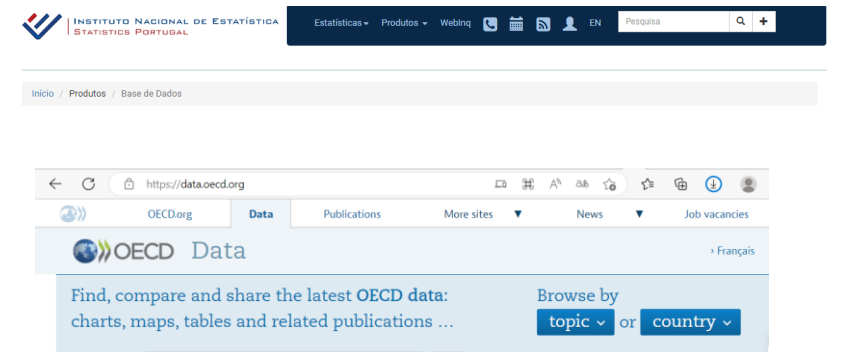 INSTITUTO NACIONAL DE ESTATÍSTICA
STATISTICS PORTUGAL
Estatísticas Produtos WebInq EN Pesquisa
Início / Produtos / Base de Dados
https://data.oecd.org
OECD.org Data Publications More sites News Job vacancies
OECD Data
› Français
Find, compare and share the latest OECD data:
charts, maps, tables and related publications ...
Browse by
topic or country